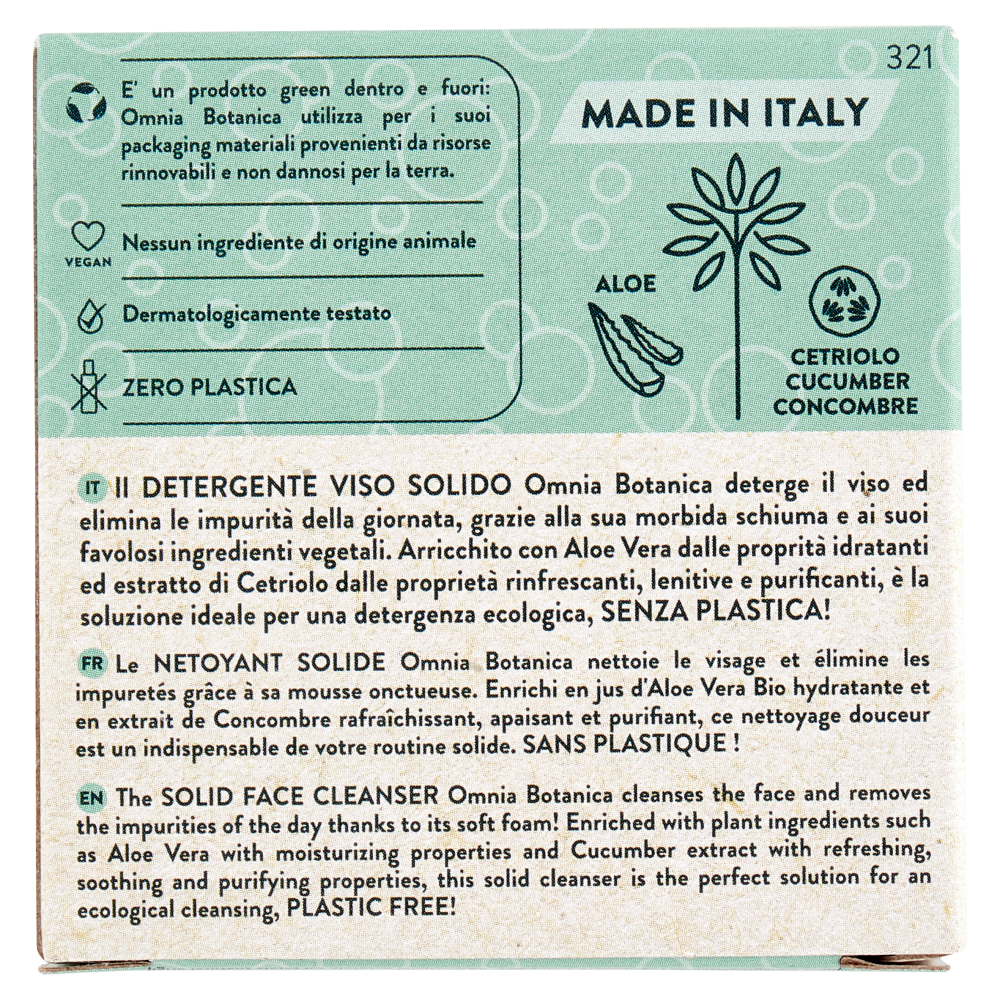 321
E' un prodotto green dentro e fuori:
Omnia Botanica utilizza per i suoi
packaging materiali provenienti da risorse
rinnovabili e non dannosi per la terra.
VEGAN
Nessun ingrediente di origine animale
Dermatologicamente testato
ZERO PLASTICA
MADE IN ITALY
ALOE
CETRIOLO
CUCUMBER
CONCOMBRE
IT Il DETERGENTE VISO SOLIDO Omnia Botanica deterge il viso ed
elimina le impurità della giornata, grazie alla sua morbida schiuma e ai suoi
favolosi ingredienti vegetali. Arricchito con Aloe Vera dalle proprità idratanti
ed estratto di Cetriolo dalle proprietà rinfrescanti, lenitive e purificanti, è la
soluzione ideale per una detergenza ecologica, SENZA PLASTICA!
FR Le NETOYANT SOLIDE Omnia Botanica nettoie le visage et élimine les
impuretés grâce à sa mousse onctueuse. Enrichi en jus d'Aloe Vera Bio hydratante et
en extrait de Concombre rafraîchissant, apaisant et purifiant, ce nettoyage douceur
est un indispensable de votre routine solide. SANS PLASTIQUE !
EN The SOLID FACE CLEANSER Omnia Botanica cleanses the face and removes
the impurities of the day thanks to its soft foam! Enriched with plant ingredients such
as Aloe Vera with moisturizing properties and Cucumber extract with refreshing,
soothing and purifying properties, this solid cleanser is the perfect solution for an
ecological cleansing, PLASTIC FREE!